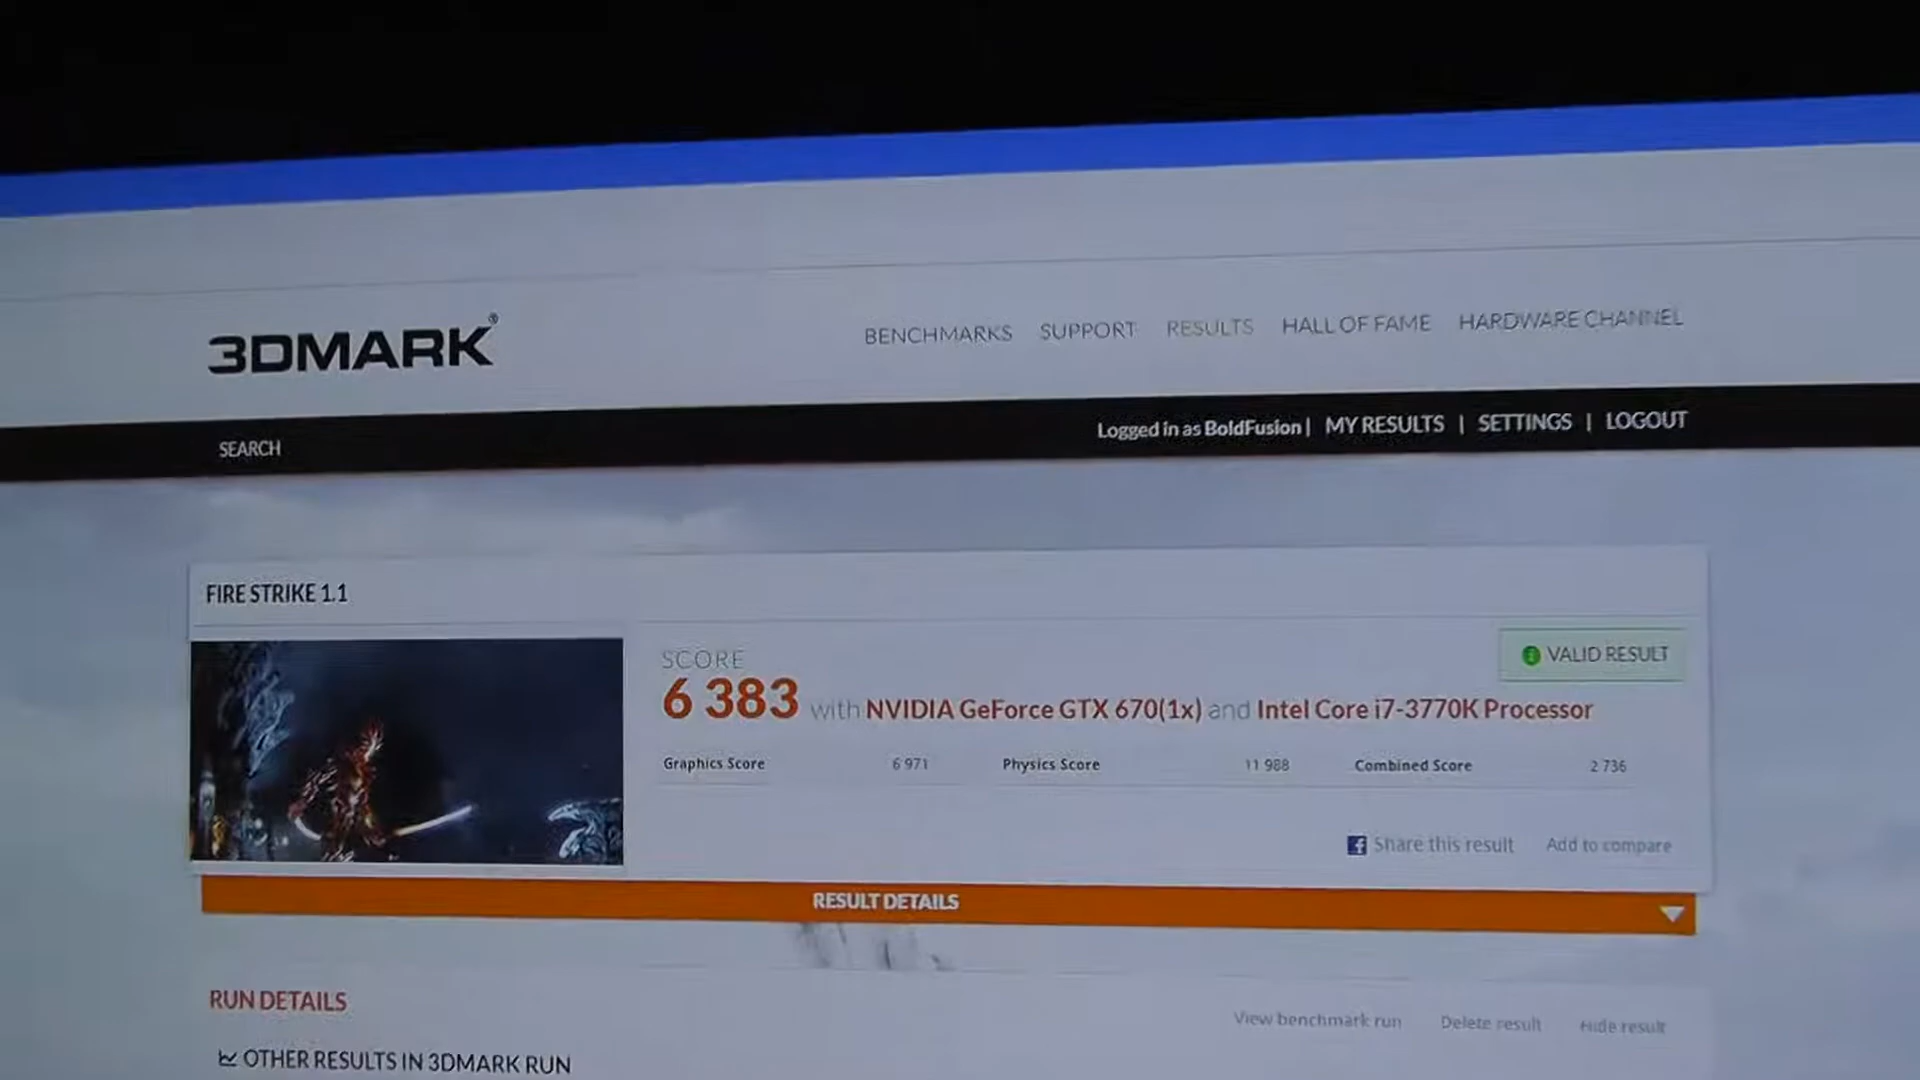 3DMARK®
BENCHMARKS SUPPORT RESULTS HALL OF FAME HARDWARE CHANNEL
SEARCH
Logged in as BoldFusion | MY RESULTS | SETTINGS | LOGOUT
FIRE STRIKE 1.1
VALID RESULT
SCORE
6 383 with NVIDIA GeForce GTX 670(1x) and Intel Core i7-3770K Processor
Graphics Score 6 971 Physics Score 11 988 Combined Score 2 736
Share this result Add to compare
RESULT DETAILS
RUN DETAILS
View benchmark run Delete result Hide result
OTHER RESULTS IN 3DMARK RUN